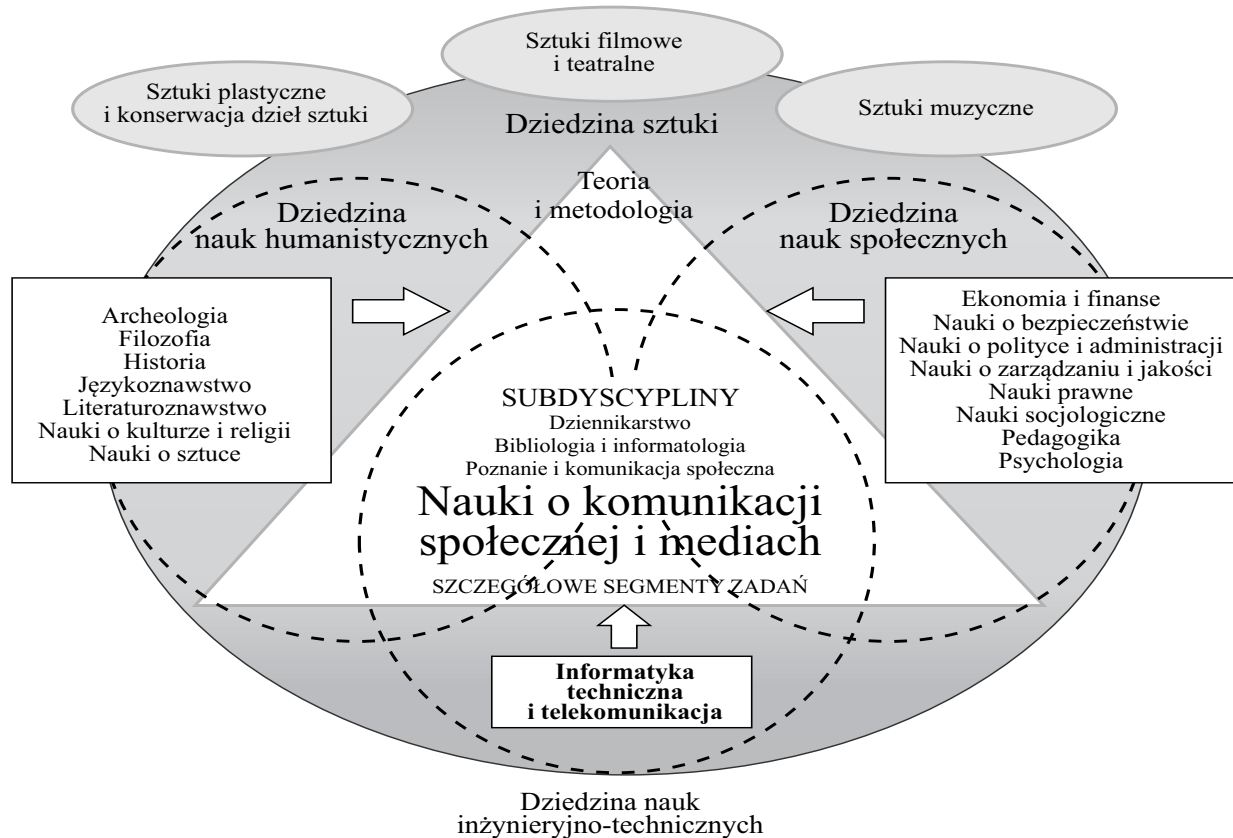 Sztuki filmowe
i teatralne
Sztuki plastyczne
i konserwacja dzieł sztuki
Sztuki muzyczne
Dziedzina sztuki
Teoria
i metodologia
Dziedzina
nauk humanistycznych
Dziedzina
nauk społecznych
Archeologia
Filozofia
Historia
Językoznawstwo
Literaturoznawstwo
Nauki o kulturze i religii
Nauki o sztuce
Ekonomia i finanse
Nauki o bezpieczeństwie
Nauki o polityce i administracji
Nauki o zarządzaniu i jakości
Nauki prawne
Nauki socjologiczne
Pedagogika
Psychologia
SUBDYSCYPLINY
Dziennikarstwo
Bibliologia i informatologia
Poznanie i komunikacja społeczna
Nauki o komunikacji
społecznej i mediach
SZCZEGÓŁOWE SEGMENTY ZADAŃ
Informatyka
techniczna
i telekomunikacja
Dziedzina nauk
inżynieryjno-technicznych